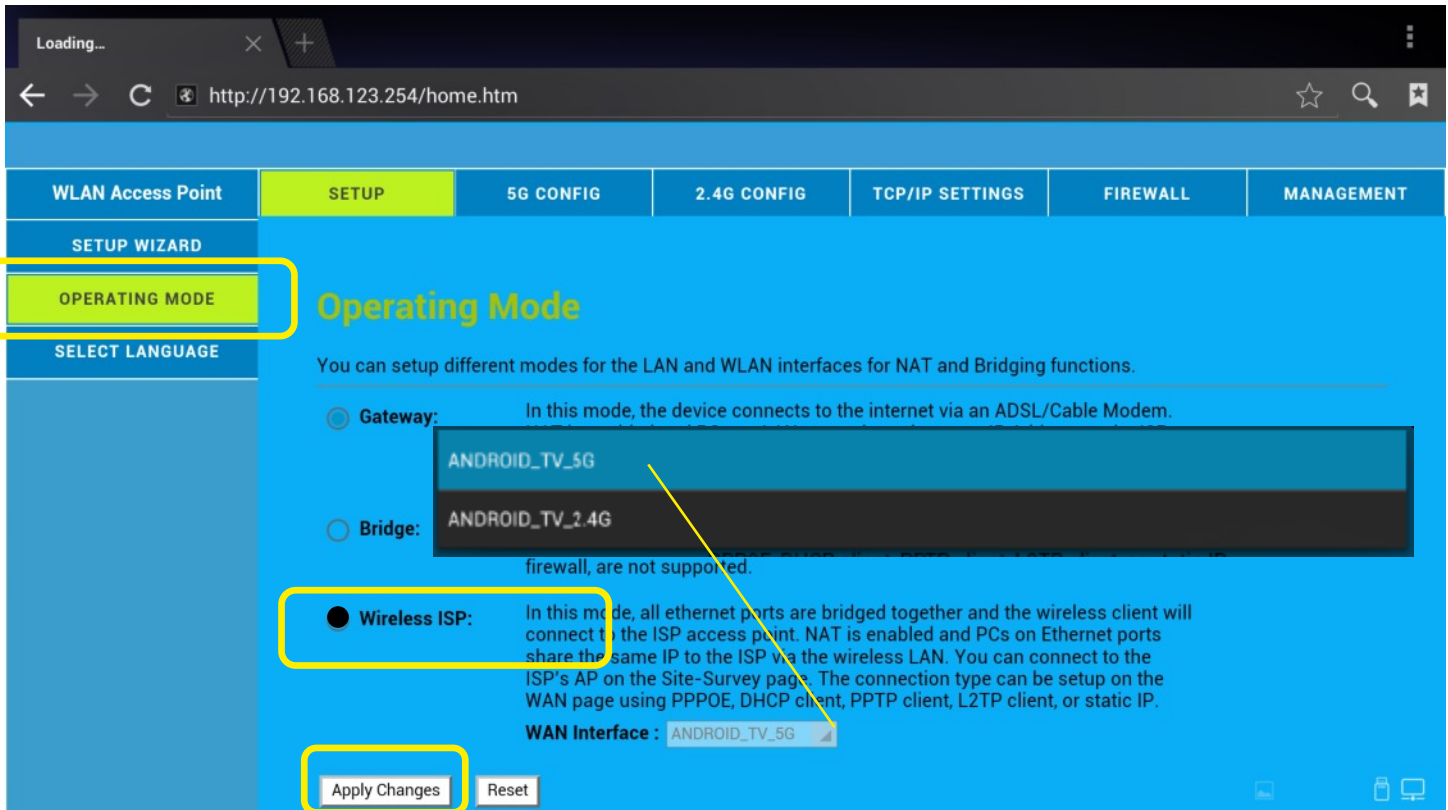 Loading...
http://192.168.123.254/home.htm
WLAN Access Point
SETUP
5G CONFIG
2.4G CONFIG
TCP/IP SETTINGS
FIREWALL
MANAGEMENT
SETUP WIZARD
OPERATING MODE
SELECT LANGUAGE
Operating Mode
You can setup different modes for the LAN and WLAN interfaces for NAT and Bridging functions.
Gateway:
In this mode, the device connects to the internet via an ADSL/Cable Modem.
ANDROID_TV_5G
ANDROID_TV_2.4G
Bridge:
firewall, are not supported.
Wireless ISP:
In this mode, all ethernet ports are bridged together and the wireless client will
connect to the ISP access point. NAT is enabled and PCs on Ethernet ports
share the same IP to the ISP via the wireless LAN. You can connect to the
ISP's AP on the Site-Survey page. The connection type can be setup on the
WAN page using PPPOE, DHCP client, PPTP client, L2TP client, or static IP.
WAN Interface : ANDROID_TV_5G
Apply Changes
Reset